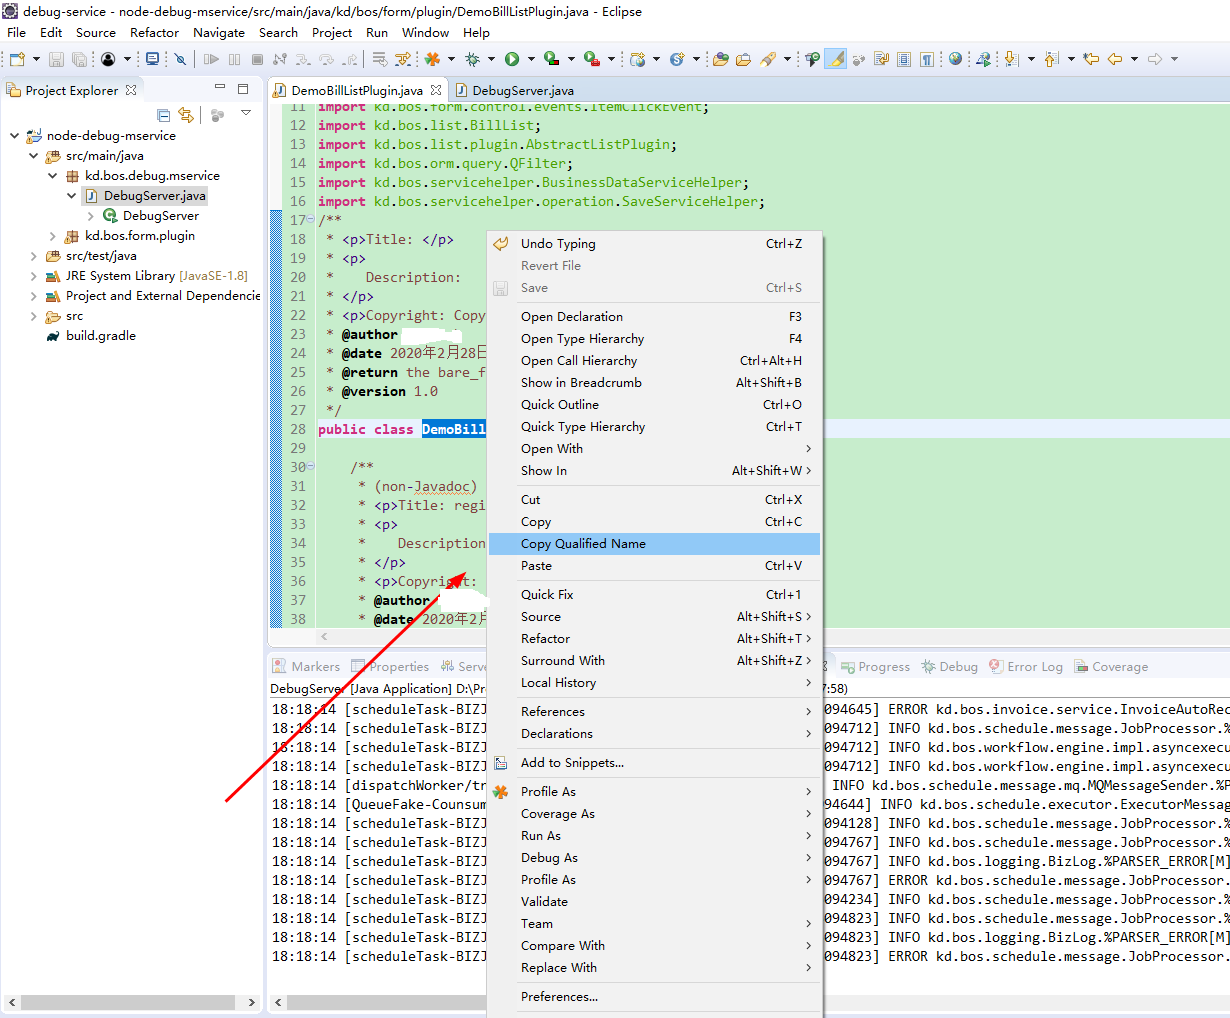 debug-service - node-debug-mservice/src/main/java/kd/bos/form/plugin/DemoBillListPlugin.java - Eclipse
File Edit Source Refactor Navigate Search Project Run Window Help
Project Explorer
node-debug-mservice
src/main/java
kd.bos.debug.mservice
DebugServer.java
DebugServer
kd.bos.form.plugin
src/test/java
JRE System Library [JavaSE-1.8]
Project and External Dependencie
src
build.gradle
DemoBillListPlugin.java DebugServer.java
11 import kd.bos.form.control.events.ItemClickEvent;
12 import kd.bos.list.BillList;
13 import kd.bos.list.plugin.AbstractListPlugin;
14 import kd.bos.orm.query.QFilter;
15 import kd.bos.servicehelper.BusinessDataServiceHelper;
16 import kd.bos.servicehelper.operation.SaveServiceHelper;
17 /**
18 * <p>Title: </p>
19 * <p>
20 * Description:
21 * </p>
22 * <p>Copyright: Copy
23 * @author
24 * @date 2020年2月28日
25 * @return the bare_f
26 * @version 1.0
27 */
28 public class DemoBill
29
30 /**
31 * (non-Javadoc)
32 * <p>Title: regi
33 * <p>
34 * Description
35 * </p>
36 * <p>Copyright:
37 * @author
38 * @date 2020年2月
Undo Typing Ctrl+Z
Revert File
Save Ctrl+S
Open Declaration F3
Open Type Hierarchy F4
Open Call Hierarchy Ctrl+Alt+H
Show in Breadcrumb Alt+Shift+B
Quick Outline Ctrl+O
Quick Type Hierarchy Ctrl+T
Open With
Show In Alt+Shift+W
Cut Ctrl+X
Copy Ctrl+C
Copy Qualified Name
Paste Ctrl+V
Quick Fix Ctrl+1
Source Alt+Shift+S
Refactor Alt+Shift+T
Surround With Alt+Shift+Z
Local History
References
Declarations
Add to Snippets...
Profile As
Coverage As
Run As
Debug As
Profile As
Validate
Team
Compare With
Replace With
Preferences...
Markers Properties Serve Progress Debug Error Log Coverage
DebugServer [Java Application] D:\Pr 7:58)
18:18:14 [scheduleTask-BIZJ 094645] ERROR kd.bos.invoice.service.InvoiceAutoRec
18:18:14 [scheduleTask-BIZJ 094712] INFO kd.bos.schedule.message.JobProcessor.%
18:18:14 [scheduleTask-BIZJ 094712] INFO kd.bos.workflow.engine.impl.asyncexecu
18:18:14 [scheduleTask-BIZJ 094712] INFO kd.bos.workflow.engine.impl.asyncexecu
18:18:14 [dispatchWorker/tr INFO kd.bos.schedule.message.mq.MQMessageSender.%P
18:18:14 [QueueFake-Counsum 94644] INFO kd.bos.schedule.executor.ExecutorMessag
18:18:14 [scheduleTask-BIZJ 094128] INFO kd.bos.schedule.message.JobProcessor.%
18:18:14 [scheduleTask-BIZJ 094767] INFO kd.bos.schedule.message.JobProcessor.%
18:18:14 [scheduleTask-BIZJ 094767] INFO kd.bos.logging.BizLog.%PARSER_ERROR[M]
18:18:14 [scheduleTask-BIZJ 094767] ERROR kd.bos.schedule.message.JobProcessor.
18:18:14 [scheduleTask-BIZJ 094234] INFO kd.bos.schedule.message.JobProcessor.%
18:18:14 [scheduleTask-BIZJ 094823] INFO kd.bos.schedule.message.JobProcessor.%
18:18:14 [scheduleTask-BIZJ 094823] INFO kd.bos.logging.BizLog.%PARSER_ERROR[M]
18:18:14 [scheduleTask-BIZJ 094823] ERROR kd.bos.schedule.message.JobProcessor.